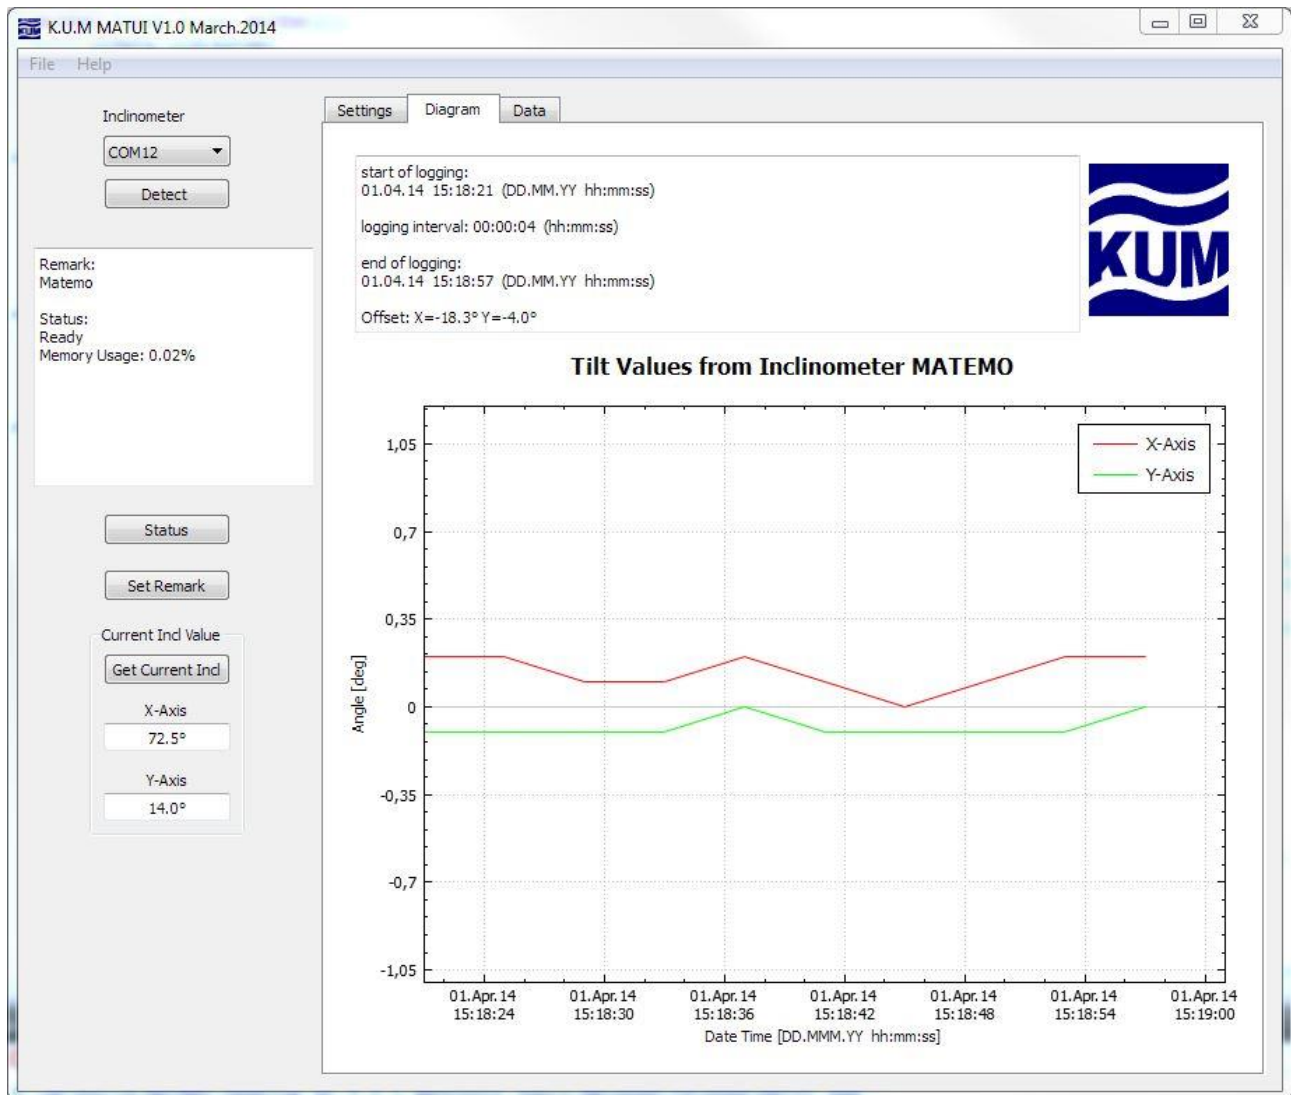 K.U.M MATUI V1.0 March.2014
File Help
Inclinometer
COM12
Detect
Remark:
Matemo
Status:
Ready
Memory Usage: 0.02%
Status
Set Remark
Current Incl Value
Get Current Incl
X-Axis
72.5°
Y-Axis
14.0°
Settings Diagram Data
start of logging:
01.04.14 15:18:21 (DD.MM.YY hh:mm:ss)
logging interval: 00:00:04 (hh:mm:ss)
end of logging:
01.04.14 15:18:57 (DD.MM.YY hh:mm:ss)
Offset: X=-18.3° Y=-4.0°
KUM
Tilt Values from Inclinometer MATEMO
X-Axis
Y-Axis
Angle [deg]
1,05
0,7
0,35
0
-0,35
-0,7
-1,05
01.Apr.14 01.Apr.14 01.Apr.14 01.Apr.14 01.Apr.14 01.Apr.14 01.Apr.14
15:18:24 15:18:30 15:18:36 15:18:42 15:18:48 15:18:54 15:19:00
Date Time [DD.MMM.YY hh:mm:ss]